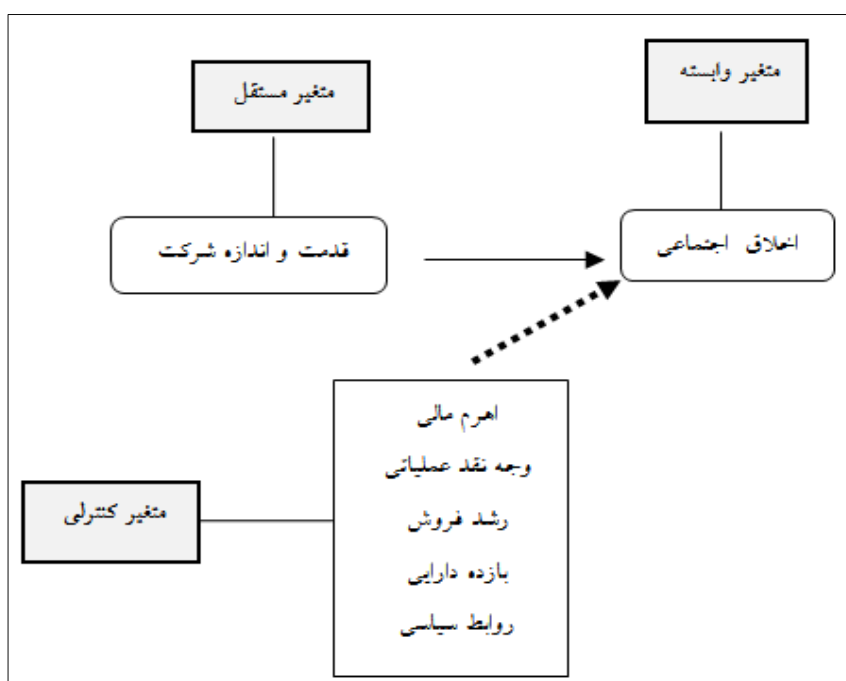 متغیر وابسته
متغیر مستقل
اخلاق اجتماعی
قدمت و اندازه شرکت
اهرم مالی
وجه نقد عملیاتی
رشد فروش
بازده دارایی
روابط سیاسی
متغیر کنترلی